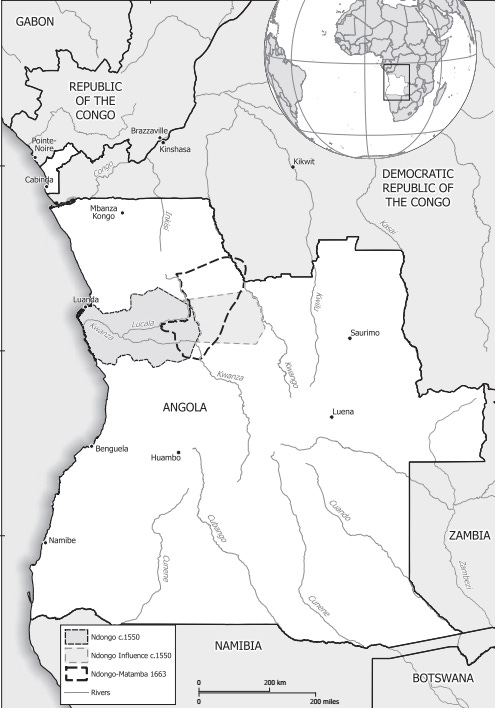 GABON
REPUBLIC
OF THE
CONGO
Brazzaville
Pointe-
Noire
Kinshasa
Kikwit
Congo
Cabinda
DEMOCRATIC
REPUBLIC OF
THE CONGO
Mbanza
Kongo
Inkisi
Kasai
Luanda
Kwilu
Lucala
Kwanza
Saurimo
Kwango
Kwanza
ANGOLA
Luena
Benguela
Huambo
Cuando
Cubango
Namibe
ZAMBIA
Cunene
Zambezi
Cunene
Ndongo c.1550
Ndongo Influence c.1550
Ndongo-Matamba 1663
Rivers
NAMIBIA
BOTSWANA
0 200 km
0 200 miles